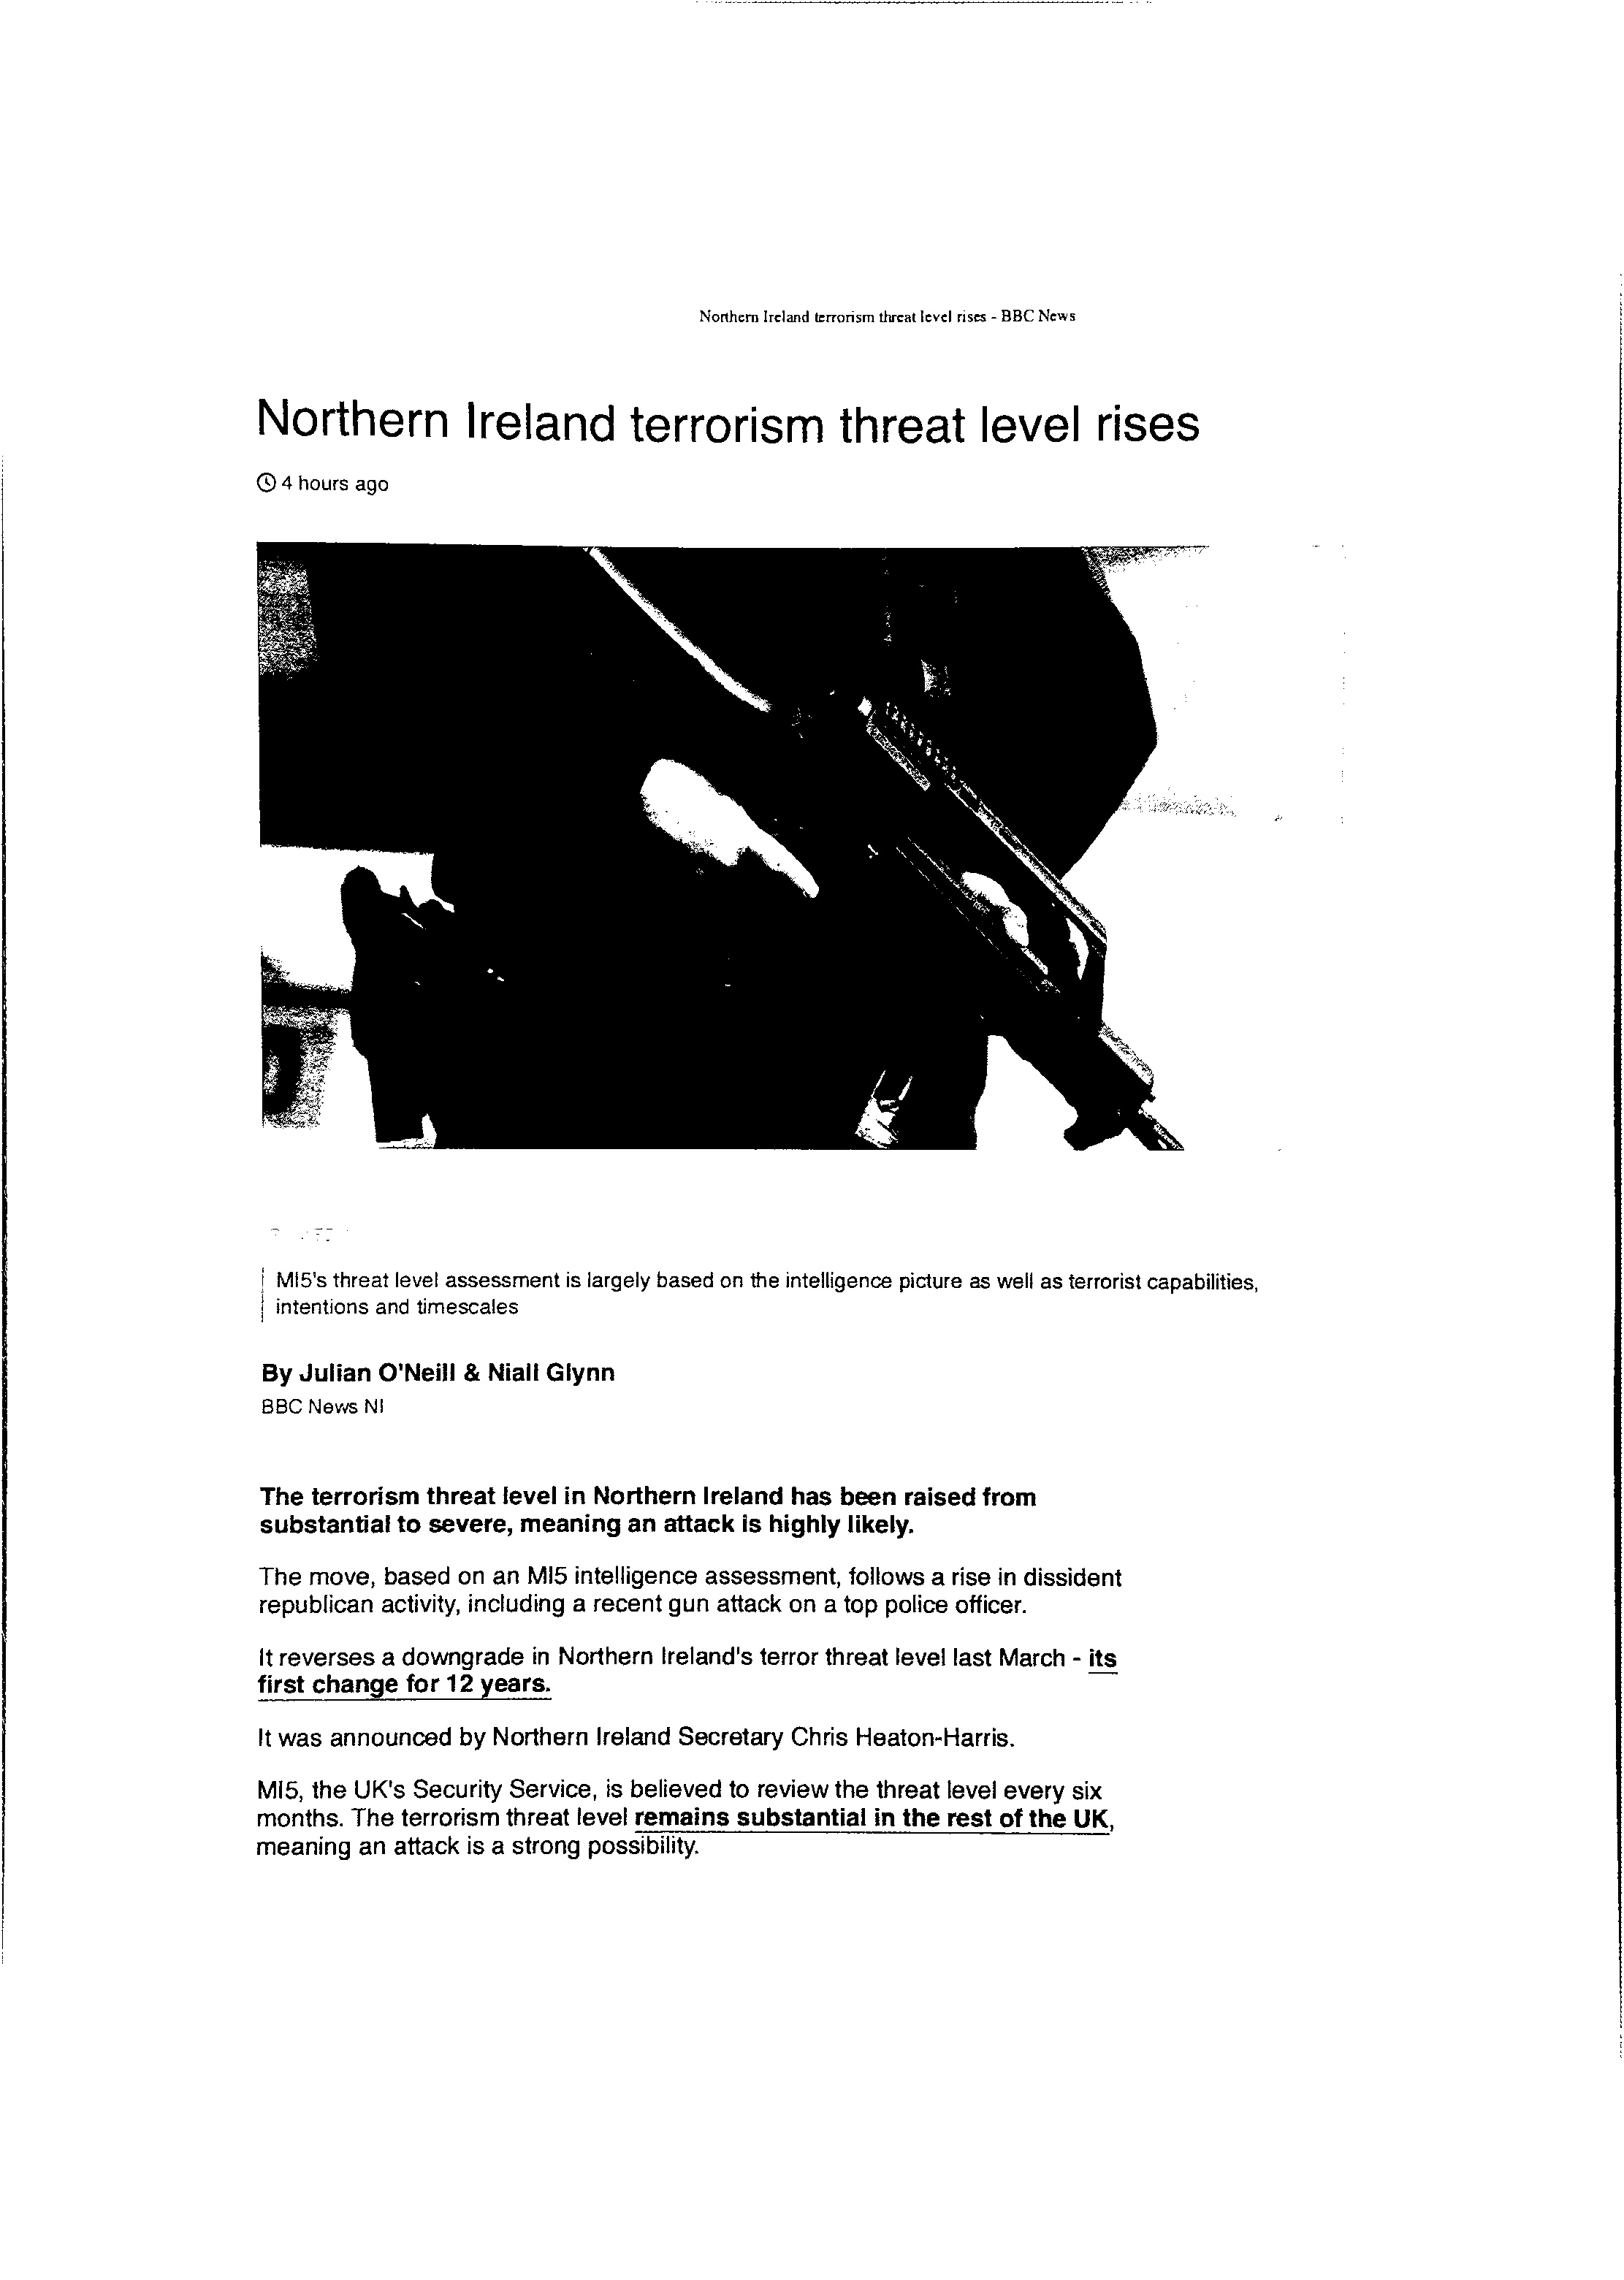 Northern Ireland terrorism threat level rises - BBC News
Northern Ireland terrorism threat level rises
4 hours ago
MI5's threat level assessment is largely based on the intelligence picture as well as terrorist capabilities,
intentions and timescales
By Julian O'Neill & Niall Glynn
BBC News NI
The terrorism threat level in Northern Ireland has been raised from
substantial to severe, meaning an attack is highly likely.
The move, based on an MI5 intelligence assessment, follows a rise in dissident
republican activity, including a recent gun attack on a top police officer.
It reverses a downgrade in Northern Ireland's terror threat level last March - its
first change for 12 years.
It was announced by Northern Ireland Secretary Chris Heaton-Harris.
MI5, the UK's Security Service, is believed to review the threat level every six
months. The terrorism threat level remains substantial in the rest of the UK,
meaning an attack is a strong possibility.